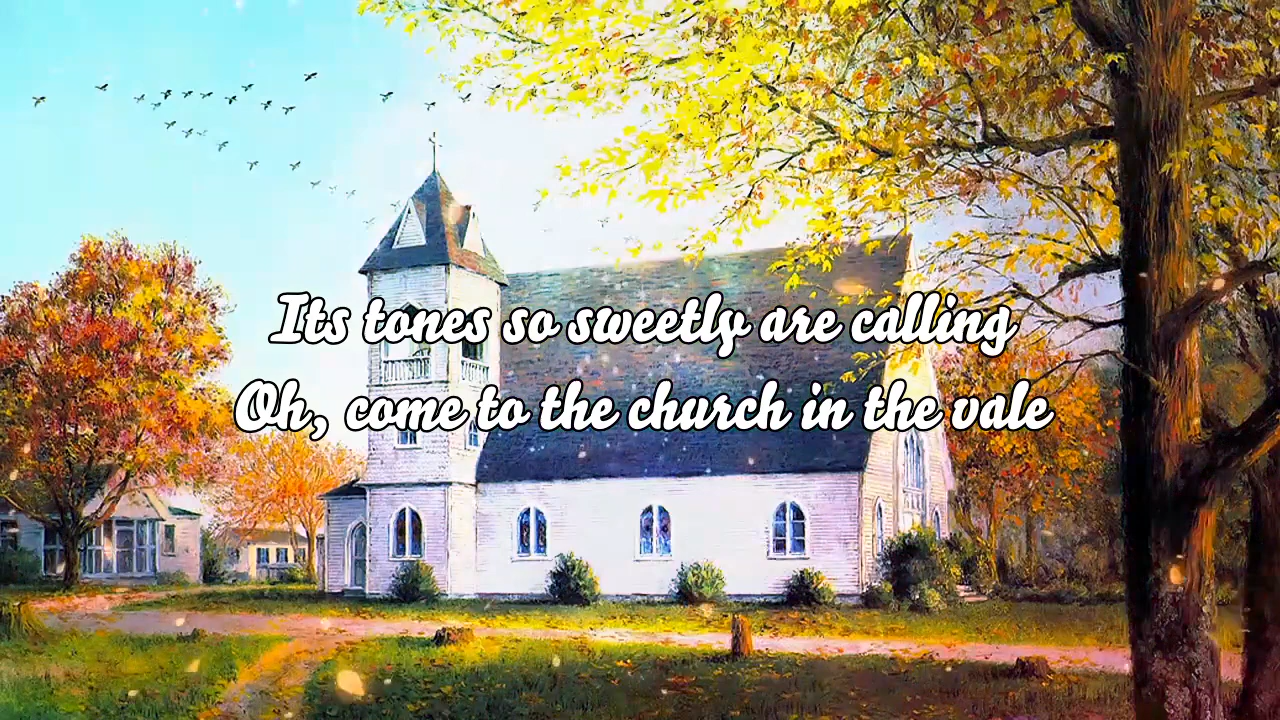 Its tones so sweetly are calling
Oh, come to the church in the vale